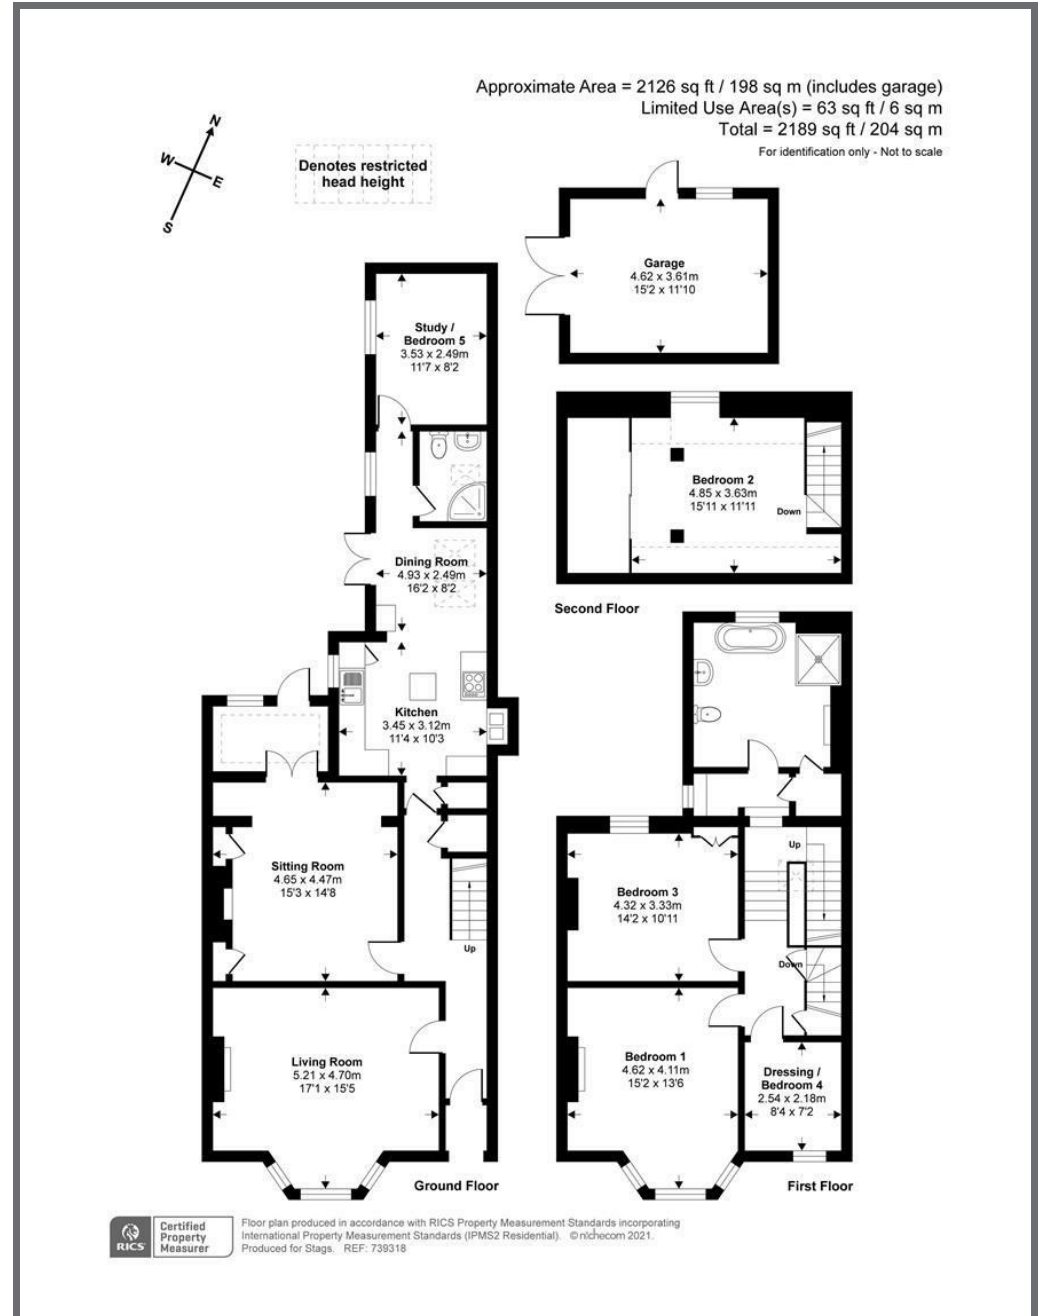 Approximate Area = 2126 sq ft / 198 sq m (includes garage)
Limited Use Area(s) = 63 sq ft / 6 sq m
Total = 2189 sq ft / 204 sq m
For identification only - Not to scale
N
W
E
S
Denotes restricted
head height
Garage
4.62 x 3.61m
15'2 x 11'10
Study /
Bedroom 5
3.53 x 2.49m
11'7 x 8'2
Bedroom 2
4.85 x 3.63m
15'11 x 11'11
Down
Second Floor
Dining Room
4.93 x 2.49m
16'2 x 8'2
Kitchen
3.45 x 3.12m
11'4 x 10'3
Sitting Room
4.65 x 4.47m
15'3 x 14'8
Up
Living Room
5.21 x 4.70m
17'1 x 15'5
Ground Floor
Up
Bedroom 3
4.32 x 3.33m
14'2 x 10'11
Down
Bedroom 1
4.62 x 4.11m
15'2 x 13'6
Dressing /
Bedroom 4
2.54 x 2.18m
8'4 x 7'2
First Floor
RICS
Certified
Property
Measurer
Floor plan produced in accordance with RICS Property Measurement Standards incorporating
International Property Measurement Standards (IPMS2 Residential). © nichecom 2021.
Produced for Stags. REF: 739318